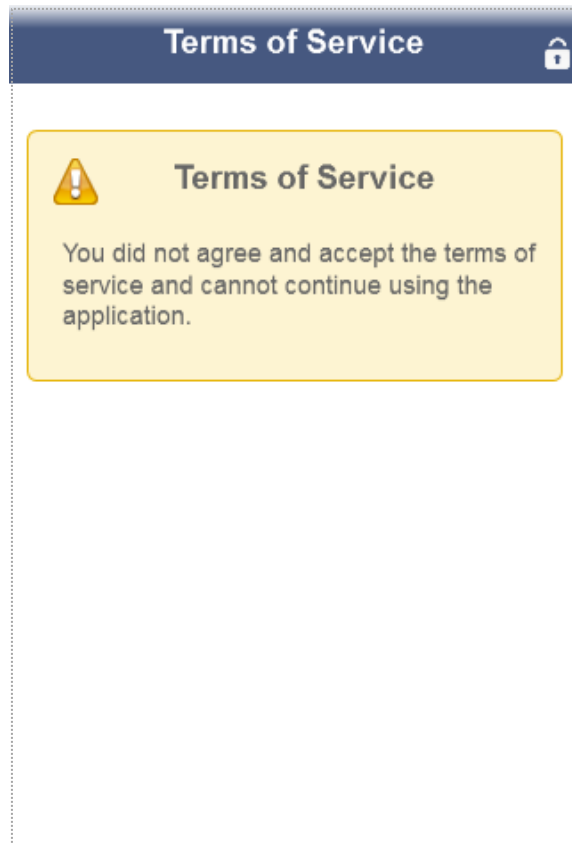 Terms of Service
Terms of Service
You did not agree and accept the terms of
service and cannot continue using the
application.